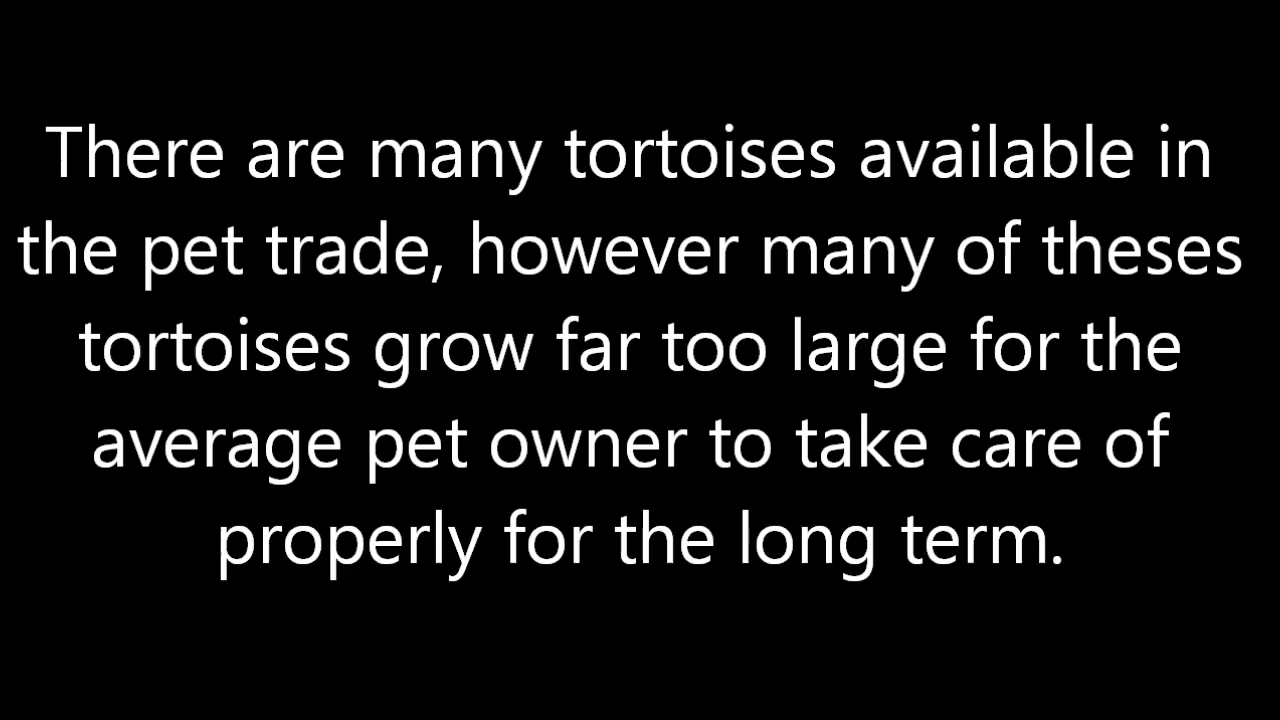 There are many tortoises available in
the pet trade, however many of theses
tortoises grow far too large for the
average pet owner to take care of
properly for the long term.